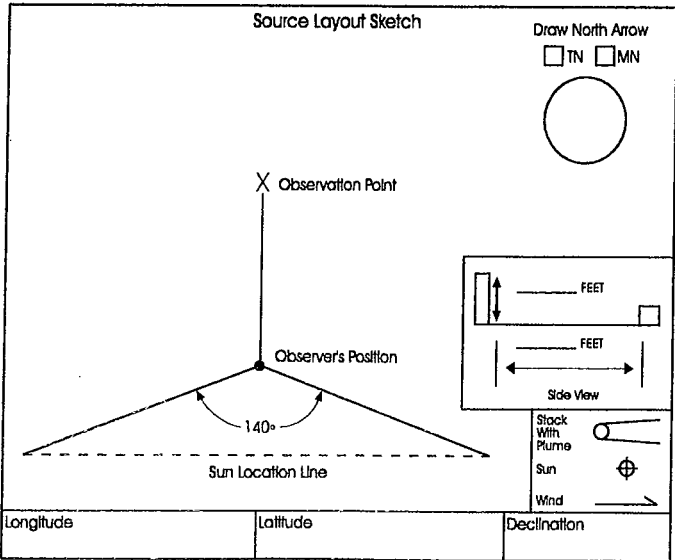 Source Layout Sketch
Draw North Arrow
TN MN
X Observation Point
FEET
Observer's Position
FEET
140°
Side View
Sun Location Line
Stack
With
Plume
Sun
Wind
Longitude
Latitude
Declination